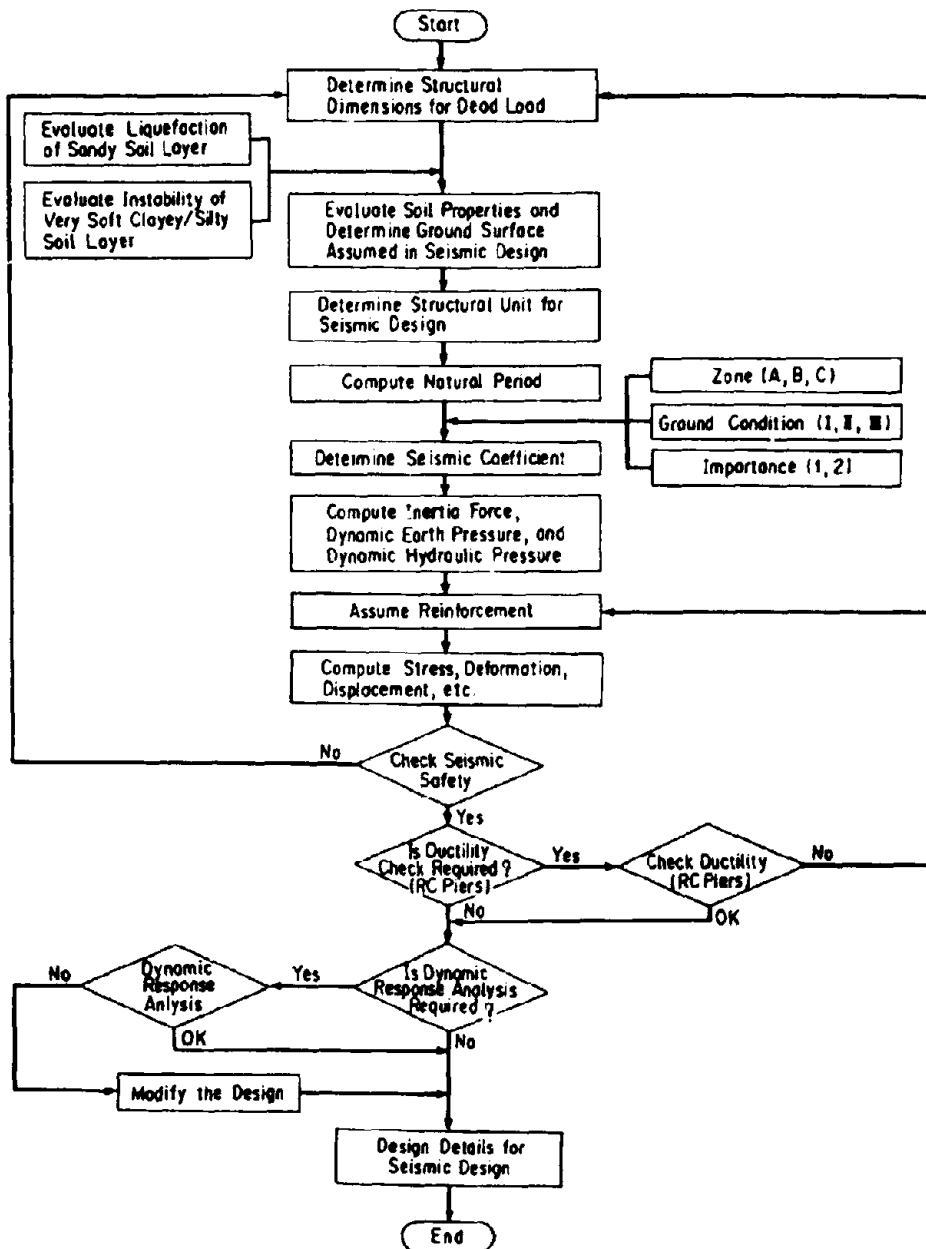 Start
Determine Structural
Dimensions for Dead Load
Evaluate Liquefaction
of Sandy Soil Layer
Evaluate Instability of
Very Soft Clayey/Silty
Soil Layer
Evaluate Soil Properties and
Determine Ground Surface
Assumed in Seismic Design
Determine Structural Unit for
Seismic Design
Compute Natural Period
Zone (A, B, C)
Ground Condition (I, II, III)
Importance (1, 2)
Determine Seismic Coefficient
Compute Inertia Force,
Dynamic Earth Pressure, and
Dynamic Hydraulic Pressure
Assume Reinforcement
Compute Stress, Deformation,
Displacement, etc.
No
Check Seismic
Safety
Yes
Is Ductility
Check Required?
(RC Piers)
Yes
Check Ductility
(RC Piers)
No
No
OK
No
Dynamic
Response
Anlysis
Yes
Is Dynamic
Response Analysis
Required?
OK
No
Modify the Design
Design Details for
Seismic Design
End